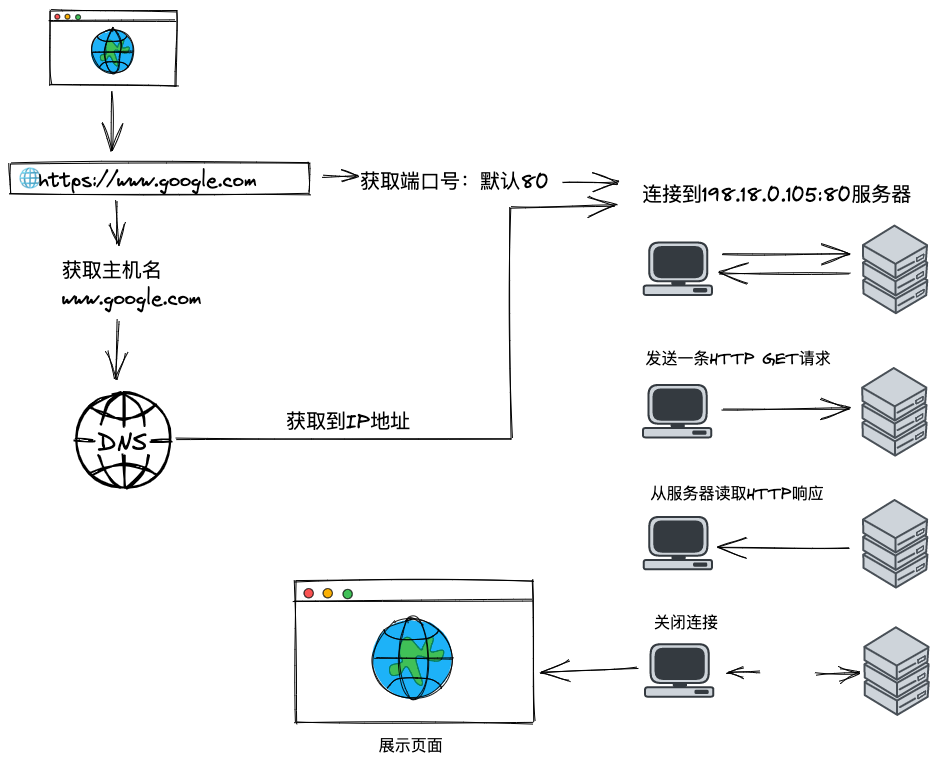 https://www.google.com
获取端口号：默认80
连接到198.18.0.105:80服务器
获取主机名
www.google.com
发送一条HTTP GET请求
DNS
获取到IP地址
从服务器读取HTTP响应
关闭连接
展示页面